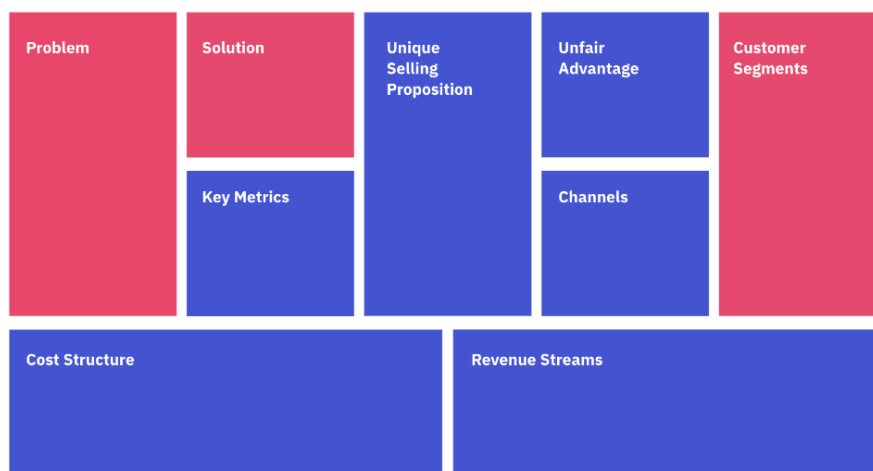 Problem
Solution
Key Metrics
Unique
Selling
Proposition
Unfair
Advantage
Channels
Customer
Segments
Cost Structure
Revenue Streams